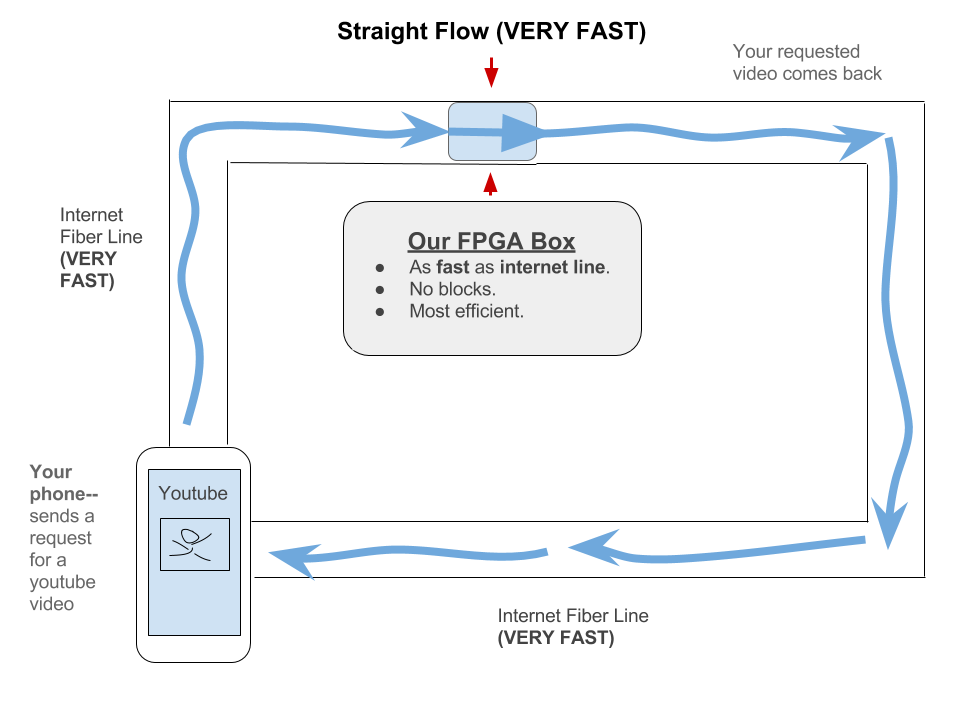 Straight Flow (VERY FAST)
Your requested
video comes back
Internet
Fiber Line
(VERY
FAST)
Our FPGA Box
● As fast as internet line.
● No blocks.
● Most efficient.
Your
phone--
sends a
request
for a
youtube
video
Youtube
Internet Fiber Line
(VERY FAST)